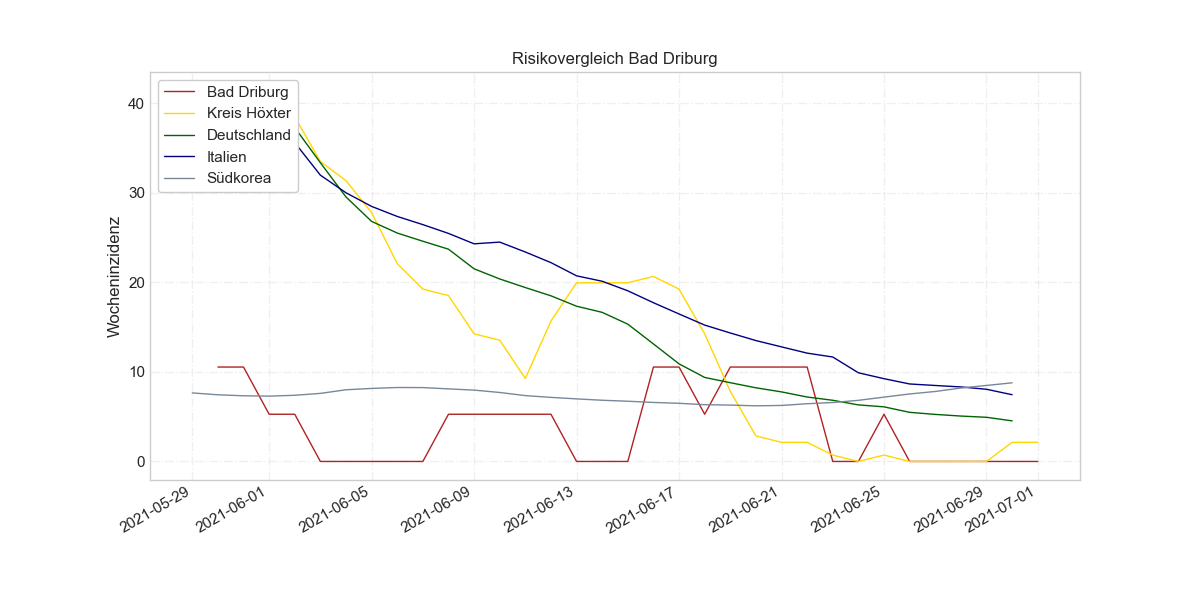 Risikovergleich Bad Driburg
Bad Driburg
Kreis Höxter
Deutschland
Italien
Südkorea
Wocheninzidenz
40
30
20
10
0
2021-05-29
2021-06-01
2021-06-05
2021-06-09
2021-06-13
2021-06-17
2021-06-21
2021-06-25
2021-06-29
2021-07-01